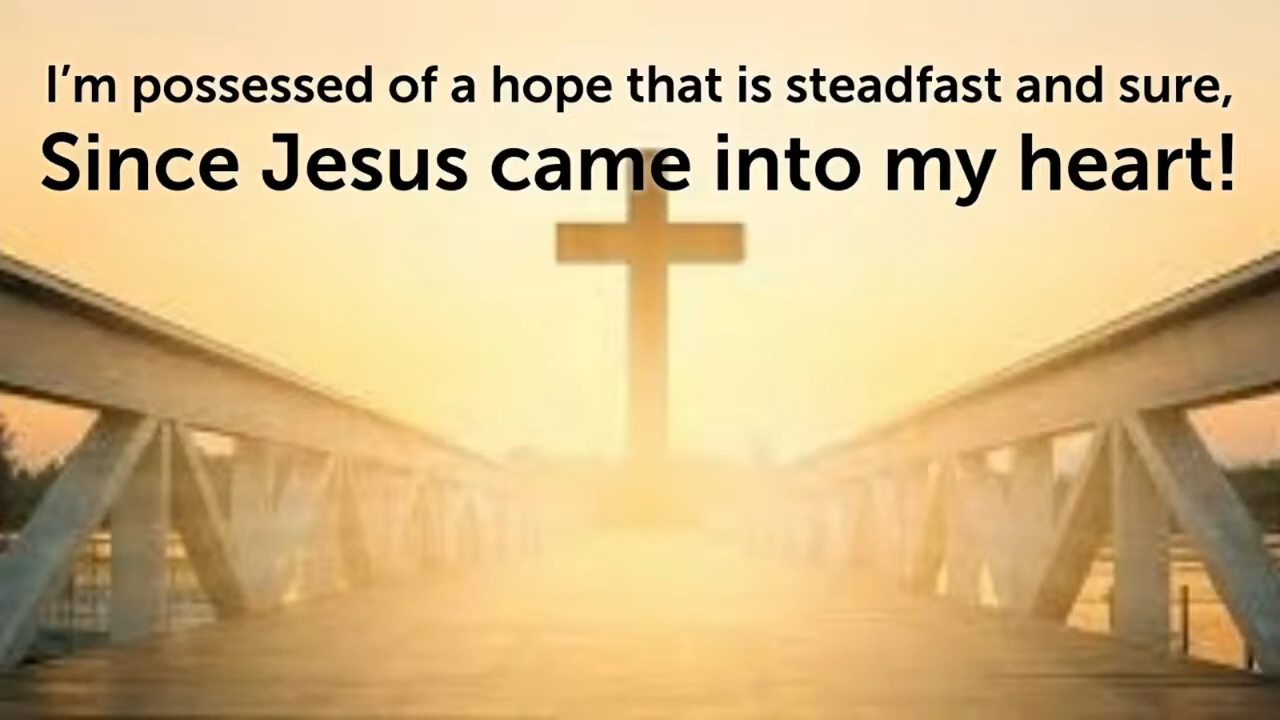 I’m possessed of a hope that is steadfast and sure,
Since Jesus came into my heart!